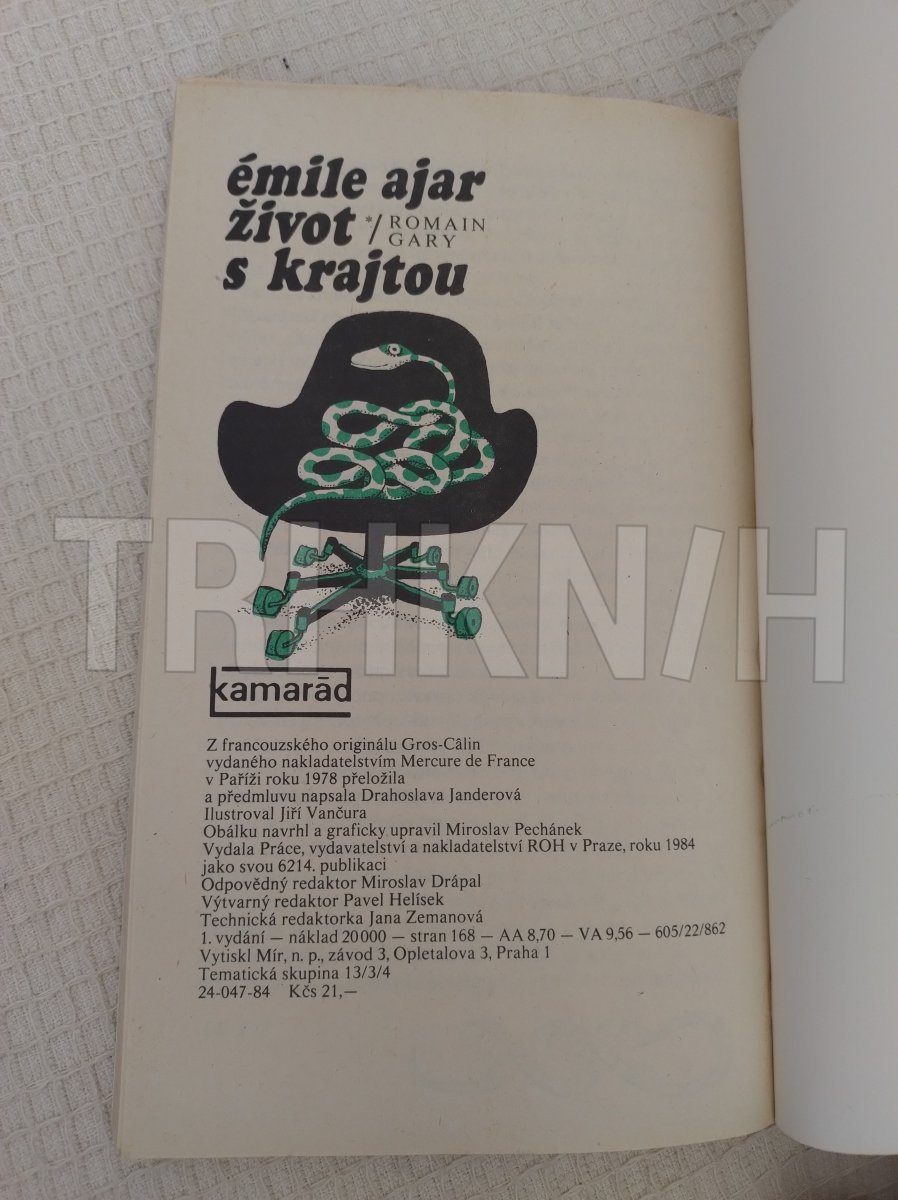 émile ajar
život */ ROMAIN
GARY
s krajtou
TRHKNIH
kamarād
Z francouzského originálu Gros-Câlin
vydaného nakladatelstvím Mercure de France
v Paříži roku 1978 přeložila
a předmluvu napsala Drahoslava Janderová
Ilustroval Jiří Vančura
Obálku navrhl a graficky upravil Miroslav Pechánek
Vydala Práce, vydavatelství a nakladatelství ROH v Praze, roku 1984
jako svou 6214. publikaci
Odpovědný redaktor Miroslav Drápal
Výtvarný redaktor Pavel Helísek
Technická redaktorka Jana Zemanová
1. vydání — náklad 20000 — stran 168 — AA 8,70 — VA 9,56 — 605/22/862
Vytiskl Mír, n. p., závod 3, Opletalova 3, Praha 1
Tematická skupina 13/3/4
24-047-84 Kčs 21,—